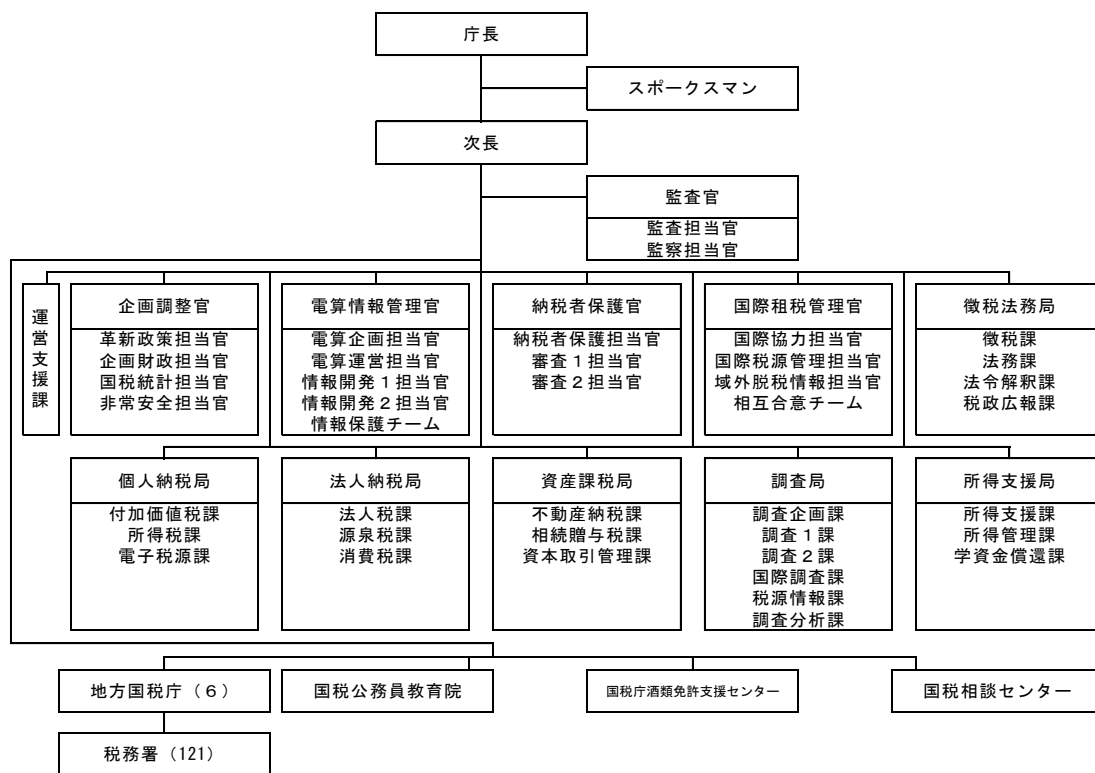 庁長
スポークスマン
次長
監査官
監査担当官
監察担当官
運営支援課
企画調整官
革新政策担当官
企画財政担当官
国税統計担当官
非常安全担当官
電算情報管理官
電算企画担当官
電算運営担当官
情報開発1担当官
情報開発2担当官
情報保護チーム
納税者保護官
納税者保護担当官
審査1担当官
審査2担当官
国際租税管理官
国際協力担当官
国際税源管理担当官
域外脱税情報担当官
相互合意チーム
徴税法務局
徴税課
法務課
法令解釈課
税政広報課
個人納税局
付加価値税課
所得税課
電子税源課
法人納税局
法人税課
源泉税課
消費税課
資産課税局
不動産納税課
相続贈与税課
資本取引管理課
調査局
調査企画課
調査1課
調査2課
国際調査課
税源情報課
調査分析課
所得支援局
所得支援課
所得管理課
学資金償還課
地方国税庁（6）
国税公務員教育院
国税庁酒類免許支援センター
国税相談センター
税務署（121）